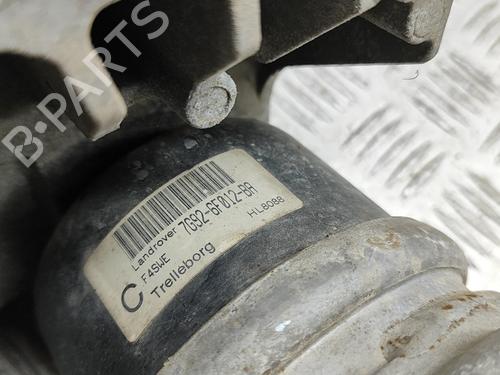 B-PARTS
Landrover 7G92-6F012-BA
F4SWE HL8088
C Trelleborg